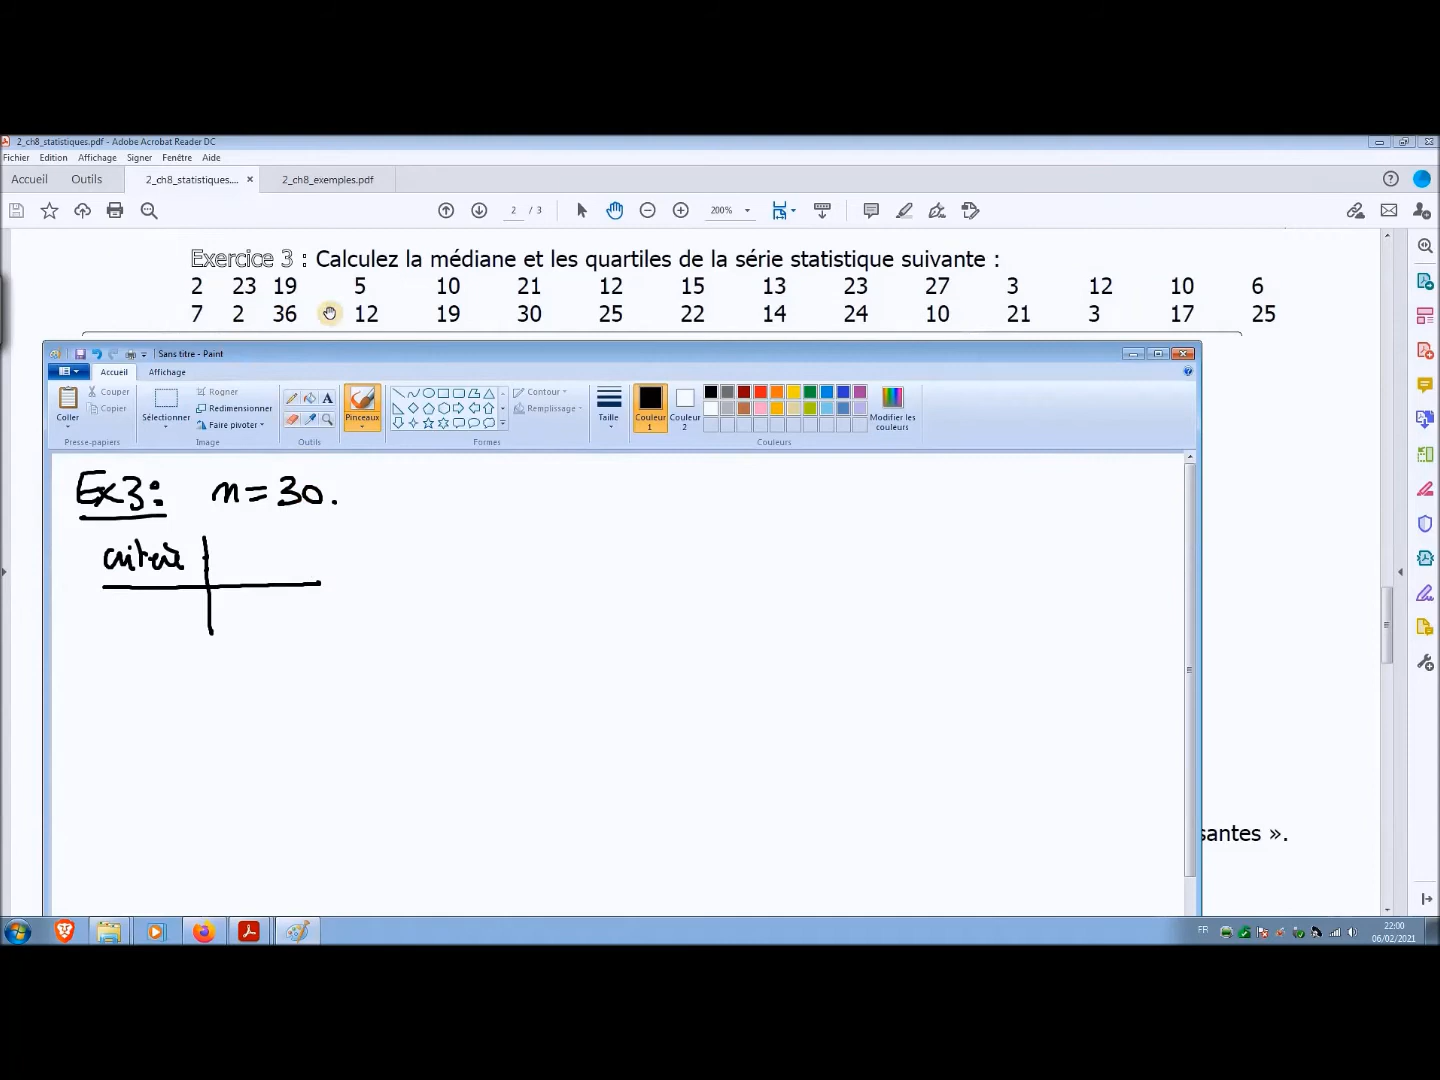 2_ch8_statistiques.pdf - Adobe Acrobat Reader DC
Fichier Edition Affichage Signer Fenêtre Aide
Accueil Outils 2_ch8_statistiques.... × 2_ch8_exemples.pdf
2 / 3 200%
Exercice 3 : Calculez la médiane et les quartiles de la série statistique suivante :
2 23 19 5 10 21 12 15 13 23 27 3 12 10 6
7 2 36 12 19 30 25 22 14 24 10 21 3 17 25
Sans titre - Paint
Accueil Affichage
Coller Couper Copier Sélectionner Rogner Redimensionner Faire pivoter A Pinceaux Contour Remplissage Taille Couleur 1 Couleur 2 Modifier les couleurs
Presse-papiers Image Outils Formes Couleurs
Ex3: n = 30.
critère
santes ».
FR 22:00
06/02/2021